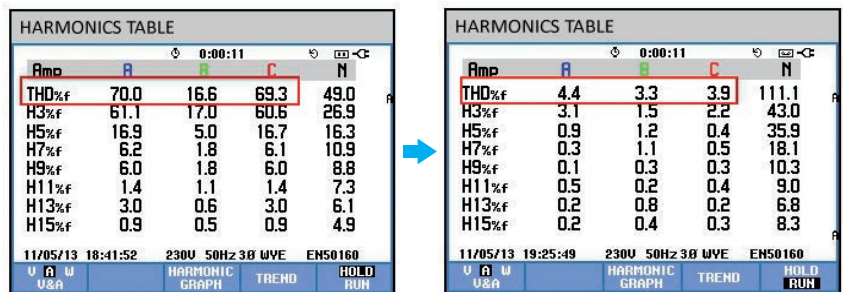 HARMONICS TABLE
0:00:11
Amp A B C N
THD%f 70.0 16.6 69.3 49.0 A
H3%f 61.1 17.0 60.6 26.9
H5%f 16.9 5.0 16.7 16.3
H7%f 6.2 1.8 6.1 10.9
H9%f 6.0 1.8 6.0 8.8
H11%f 1.4 1.1 1.4 7.3
H13%f 3.0 0.6 3.0 6.1
H15%f 0.9 0.5 0.9 4.9
11/05/13 18:41:52 230V 50Hz 3Ø WYE EN50160
V A W HARMONIC TREND HOLD
V&A GRAPH RUN
HARMONICS TABLE
0:00:11
Amp A B C N
THD%f 4.4 3.3 3.9 111.1 A
H3%f 3.1 1.5 2.2 43.0
H5%f 0.9 1.2 0.4 35.9
H7%f 0.3 1.1 0.5 18.1
H9%f 0.1 0.3 0.3 10.3
H11%f 0.5 0.2 0.4 9.0
H13%f 0.2 0.8 0.2 6.8
H15%f 0.2 0.4 0.3 8.3
A
11/05/13 19:25:49 230V 50Hz 3Ø WYE EN50160
V A W HARMONIC TREND HOLD
V&A GRAPH RUN